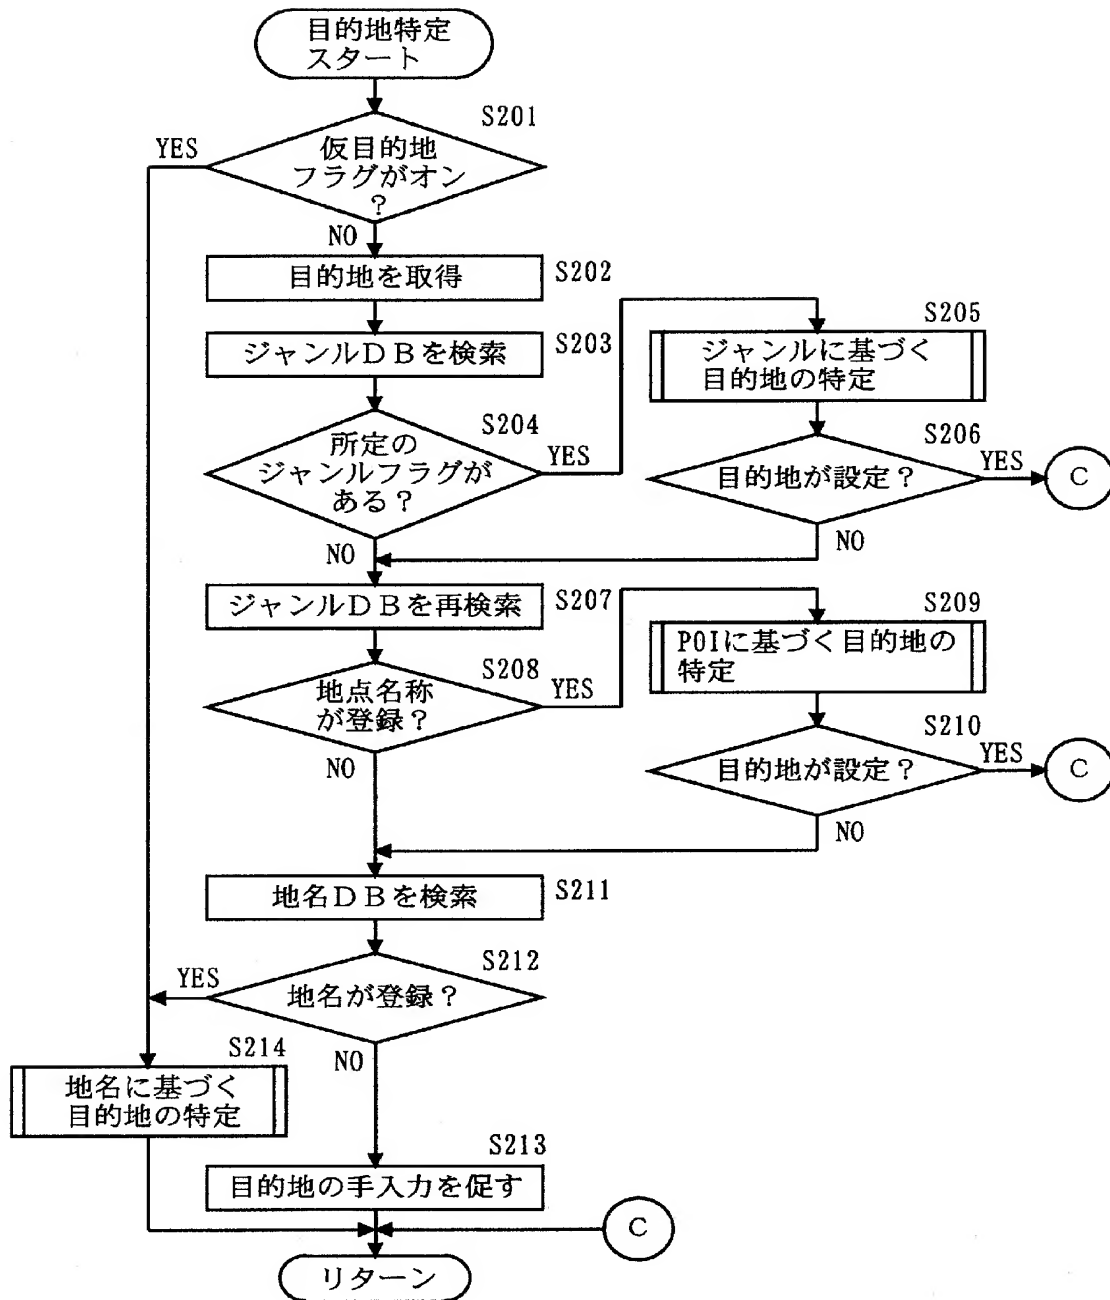 目的地特定
スタート
S201
YES
仮目的地
フラグがオン
?
NO
目的地を取得
S202
ジャンルDBを検索
S203
S205
ジャンルに基づく
目的地の特定
S204
所定の
ジャンルフラグが
ある?
YES
S206
目的地が設定?
YES
C
NO
NO
ジャンルDBを再検索
S207
S209
POIに基づく目的地の
特定
S208
地点名称
が登録?
YES
NO
S210
目的地が設定?
YES
C
NO
地名DBを検索
S211
S212
YES
地名が登録?
NO
S214
地名に基づく
目的地の特定
S213
目的地の手入力を促す
C
リターン